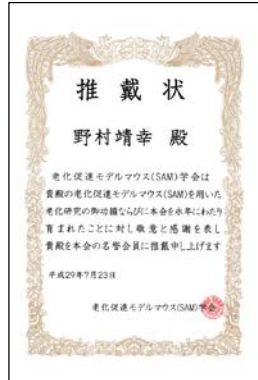 推戴状
野村靖幸 殿
老化促進モデルマウス(SAM)学会は
貴殿の老化促進モデルマウス(SAM)を用いた
老化研究の御功績ならびに本会を永年にわたり
育まれたことに対し敬意と感謝を表し
貴殿を本会の名誉会員に推戴申し上げます
平成29年7月23日
老化促進モデルマウス(SAM)学会